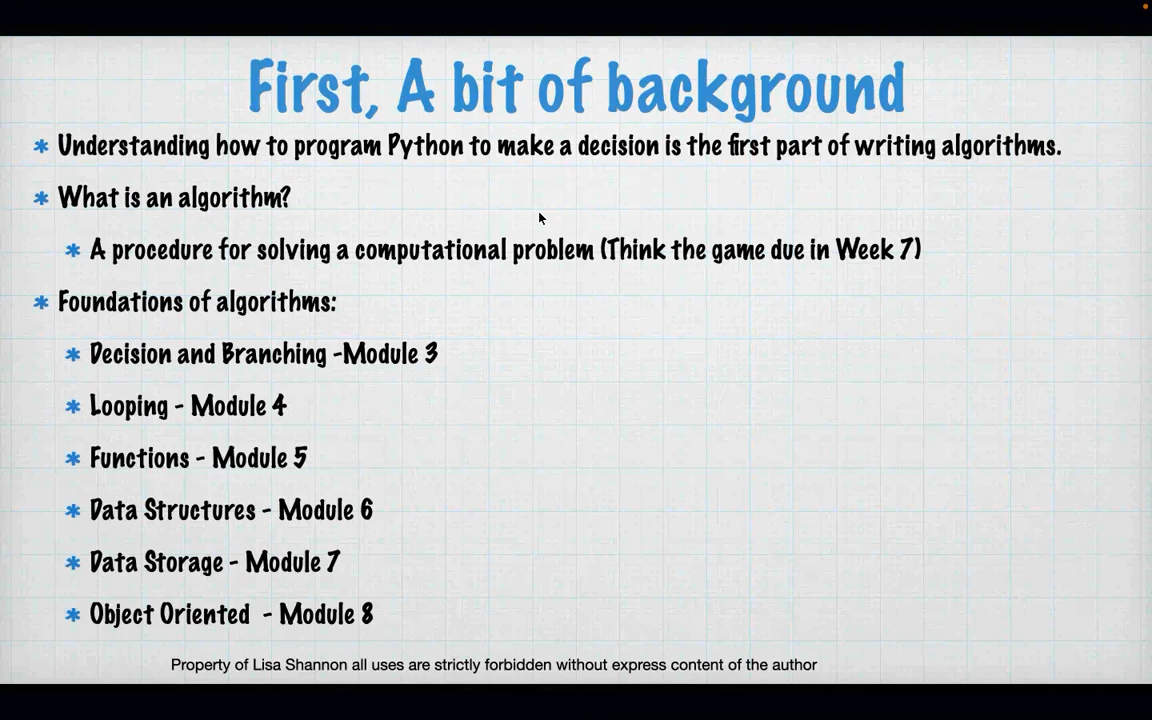 First, A bit of background
* Understanding how to program Python to make a decision is the first part of writing algorithms.
* What is an algorithm?
* A procedure for solving a computational problem (Think the game due in Week 7)
* Foundations of algorithms:
* Decision and Branching -Module 3
* Looping - Module 4
* Functions - Module 5
* Data Structures - Module 6
* Data Storage - Module 7
* Object Oriented  - Module 8
Property of Lisa Shannon all uses are strictly forbidden without express content of the author